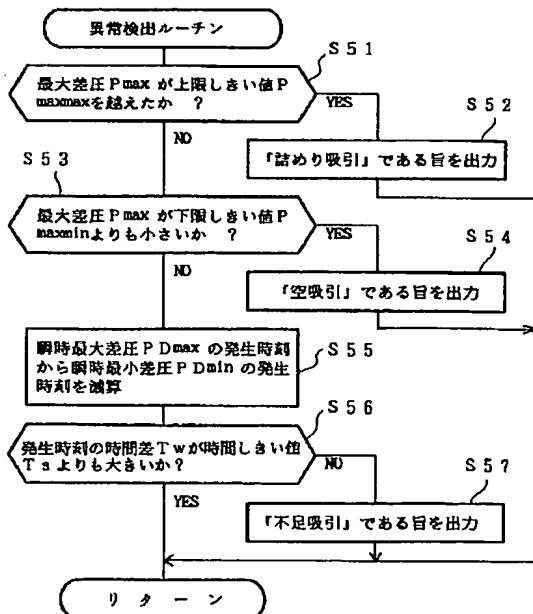 異常検出ルーチン
S51
最大差圧Pmaxが上限しきい値P
maxmaxを越えたか ?
YES
S52
NO
『詰めり吸引』である旨を出力
S53
最大差圧Pmaxが下限しきい値P
maxminよりも小さいか ?
YES
S54
NO
『空吸引』である旨を出力
瞬時最大差圧PDmaxの発生時刻
から瞬時最小差圧PDminの発生
時刻を減算
S55
S56
発生時刻の時間差Twが時間しきい値
Tsよりも大きいか?
NO
S57
YES
『不足吸引』である旨を出力
リターン